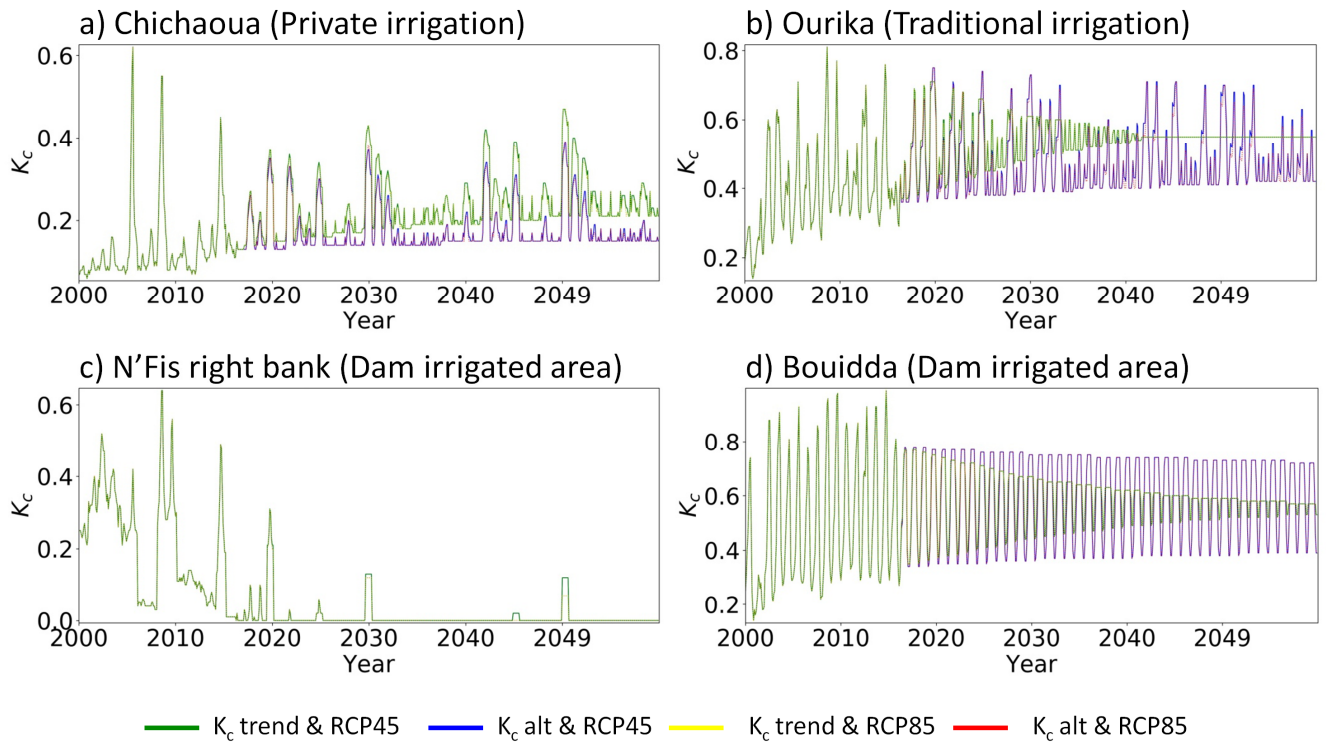 a) Chichaoua (Private irrigation)
0.6
0.4
0.2
Kc
2000 2010 2020 2030 2040 2049
Year
b) Ourika (Traditional irrigation)
0.8
0.6
0.4
0.2
Kc
2000 2010 2020 2030 2040 2049
Year
c) N’Fis right bank (Dam irrigated area)
0.6
0.4
0.2
0.0
Kc
2000 2010 2020 2030 2040 2049
Year
d) Bouidda (Dam irrigated area)
0.8
0.6
0.4
0.2
Kc
2000 2010 2020 2030 2040 2049
Year
Kc trend & RCP45 Kc alt & RCP45 Kc trend & RCP85 Kc alt & RCP85